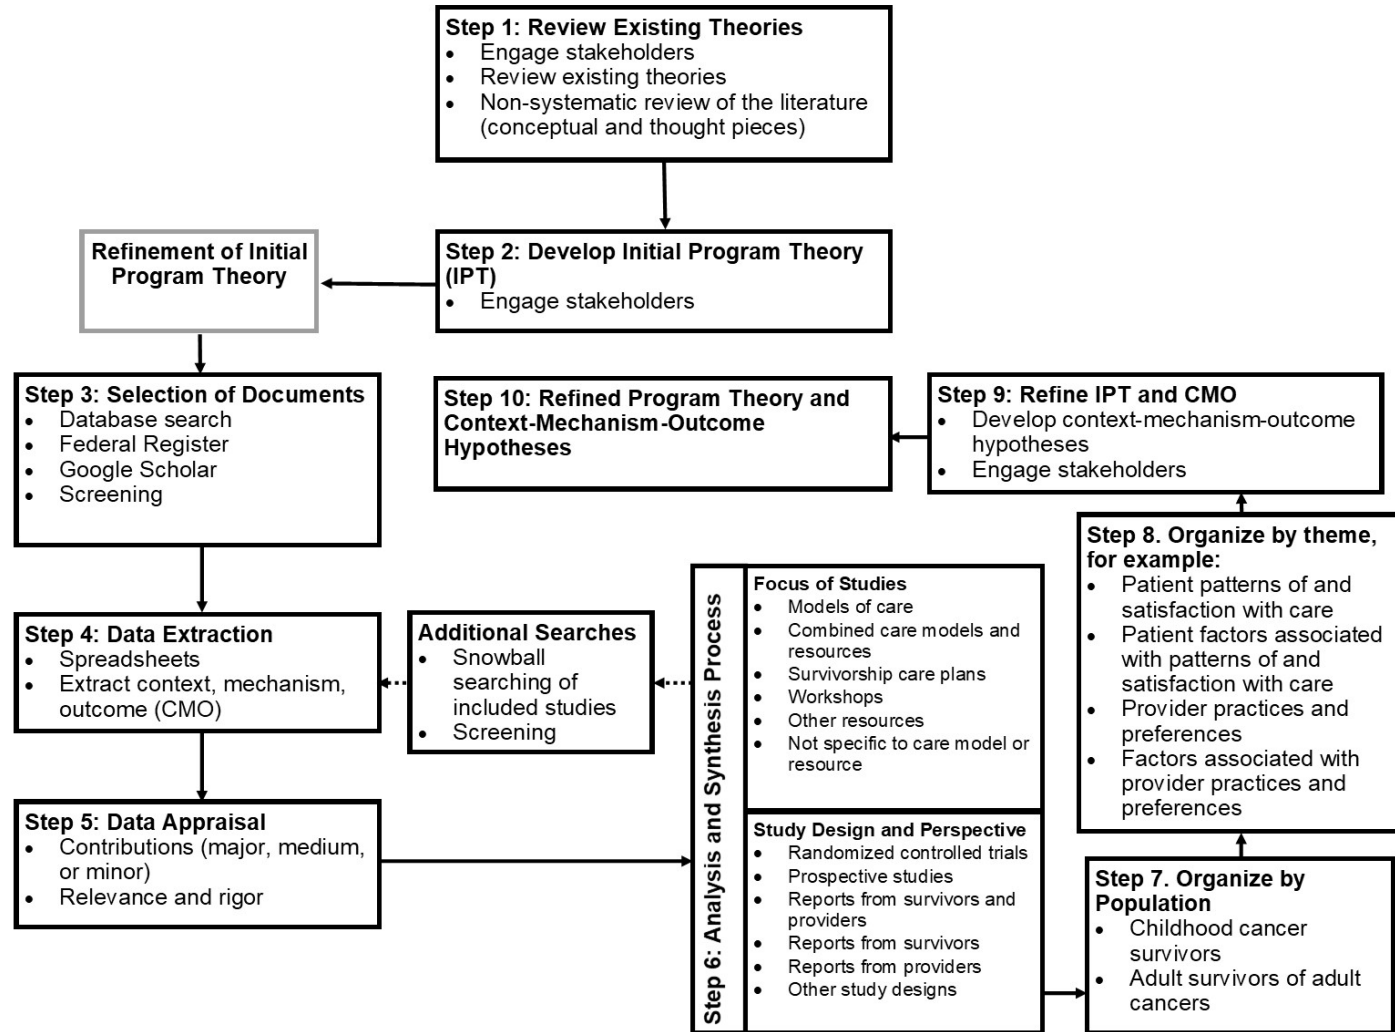 Step 1: Review Existing Theories
• Engage stakeholders
• Review existing theories
• Non-systematic review of the literature
(conceptual and thought pieces)
Step 2: Develop Initial Program Theory
(IPT)
• Engage stakeholders
Refinement of Initial
Program Theory
Step 3: Selection of Documents
• Database search
• Federal Register
• Google Scholar
• Screening
Step 4: Data Extraction
• Spreadsheets
• Extract context, mechanism,
outcome (CMO)
Step 5: Data Appraisal
• Contributions (major, medium,
or minor)
• Relevance and rigor
Additional Searches
• Snowball
searching of
included studies
• Screening
Step 6: Analysis and Synthesis Process
Focus of Studies
• Models of care
• Combined care models and
resources
• Survivorship care plans
• Workshops
• Other resources
• Not specific to care model or
resource
Study Design and Perspective
• Randomized controlled trials
• Prospective studies
• Reports from survivors and
providers
• Reports from survivors
• Reports from providers
• Other study designs
Step 7. Organize by
Population
• Childhood cancer
survivors
• Adult survivors of adult
cancers
Step 8. Organize by theme,
for example:
• Patient patterns of and
satisfaction with care
• Patient factors associated
with patterns of and
satisfaction with care
• Provider practices and
preferences
• Factors associated with
provider practices and
preferences
Step 9: Refine IPT and CMO
• Develop context-mechanism-outcome
hypotheses
• Engage stakeholders
Step 10: Refined Program Theory and
Context-Mechanism-Outcome
Hypotheses